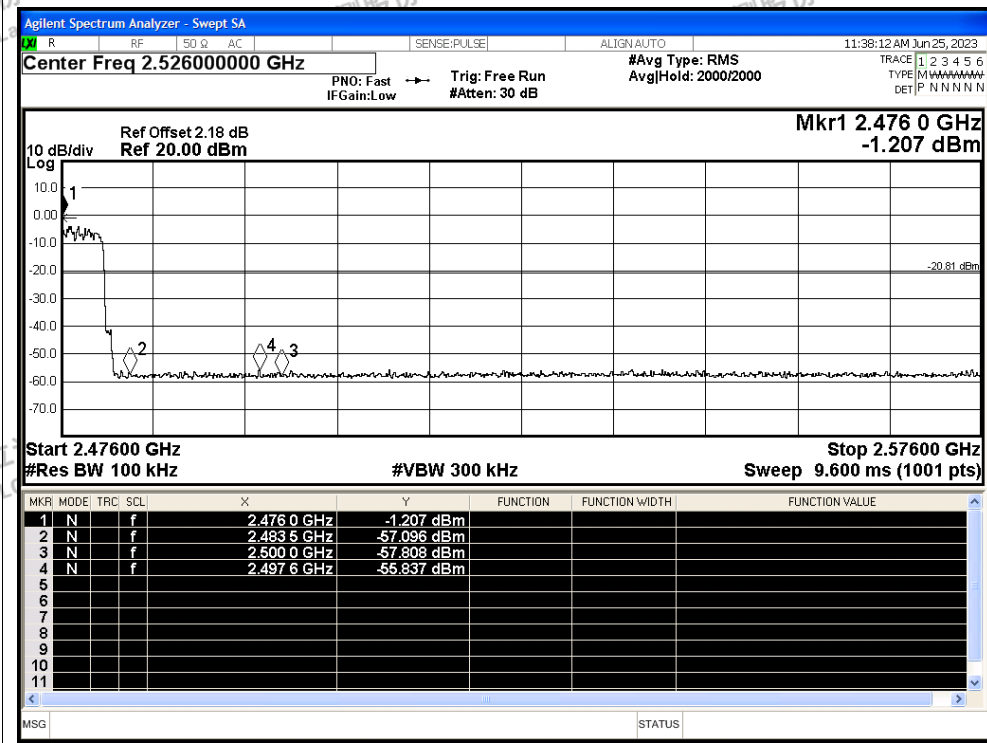 Agilent Spectrum Analyzer - Swept SA
LXI R RF 50 Ω AC SENSE:PULSE ALIGN AUTO 11:38:12 AM Jun 25, 2023
Center Freq 2.526000000 GHz
PNO: Fast
IFGain:Low
Trig: Free Run
#Atten: 30 dB
#Avg Type: RMS
Avg|Hold: 2000/2000
TRACE 1 2 3 4 5 6
TYPE M
DET P N N N N N
Ref Offset 2.18 dB
10 dB/div Ref 20.00 dBm
Log
Mkr1 2.476 0 GHz
-1.207 dBm
10.0
0.00
-10.0
-20.0
-30.0
-40.0
-50.0
-60.0
-70.0
1
-20.81 dBm
2
4
3
Start 2.47600 GHz Stop 2.57600 GHz
#Res BW 100 kHz #VBW 300 kHz Sweep 9.600 ms (1001 pts)
MKR MODE TRC SCL X Y FUNCTION FUNCTION WIDTH FUNCTION VALUE
1 N f 2.476 0 GHz -1.207 dBm
2 N f 2.483 5 GHz -57.096 dBm
3 N f 2.500 0 GHz -57.808 dBm
4 N f 2.497 6 GHz -55.837 dBm
5
6
7
8
9
10
11
MSG STATUS